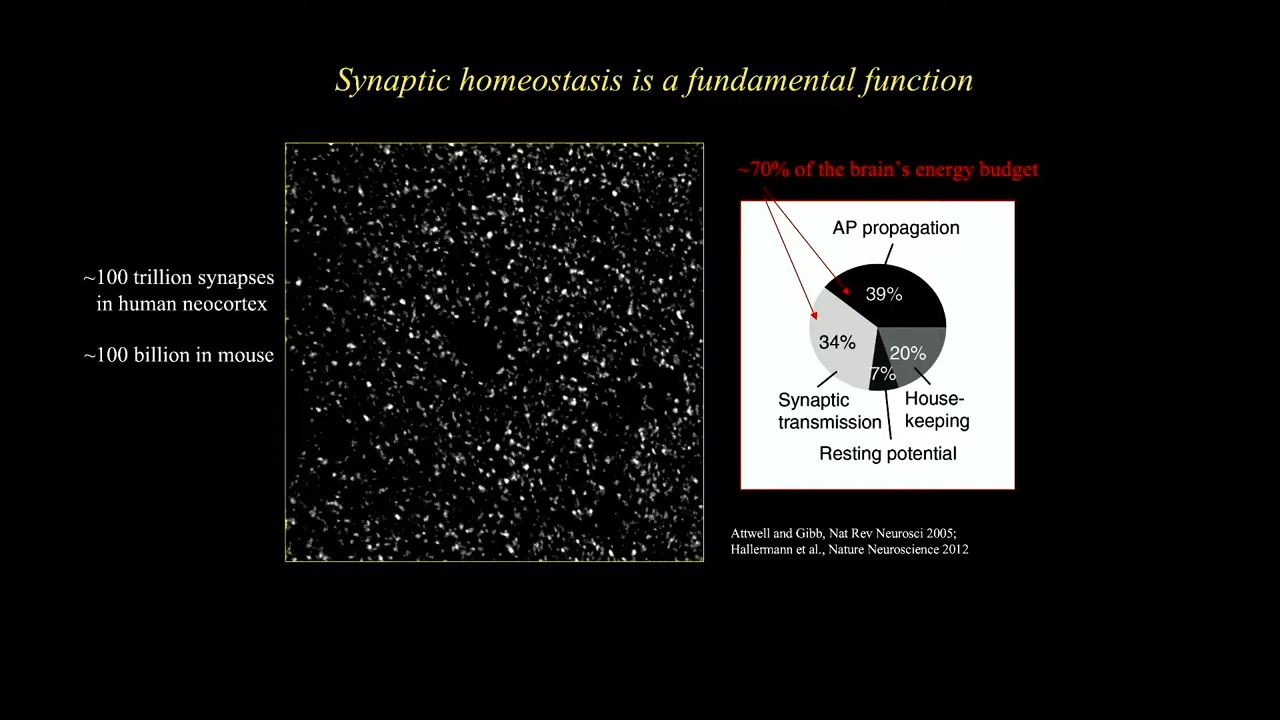 Synaptic homeostasis is a fundamental function
~100 trillion synapses
in human neocortex
~100 billion in mouse
~70% of the brain's energy budget
AP propagation
39%
34%
20%
7%
Synaptic
transmission
House-
keeping
Resting potential
Attwell and Gibb, Nat Rev Neurosci 2005;
Hallermann et al., Nature Neuroscience 2012